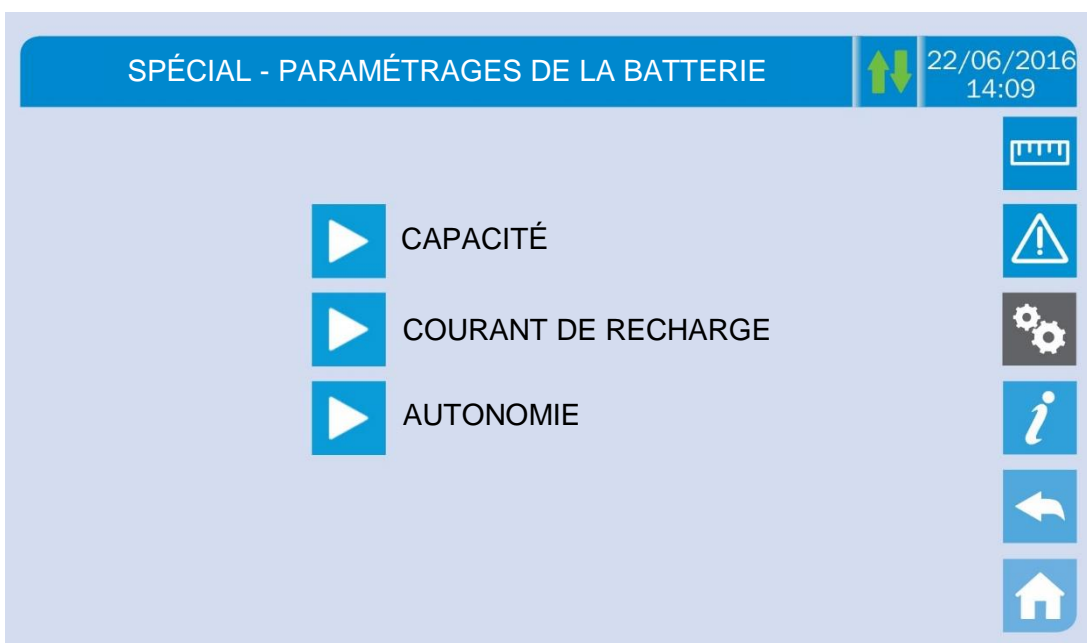 SPÉCIAL - PARAMÉTRAGES DE LA BATTERIE
22/06/2016
14:09
CAPACITÉ
COURANT DE RECHARGE
AUTONOMIE